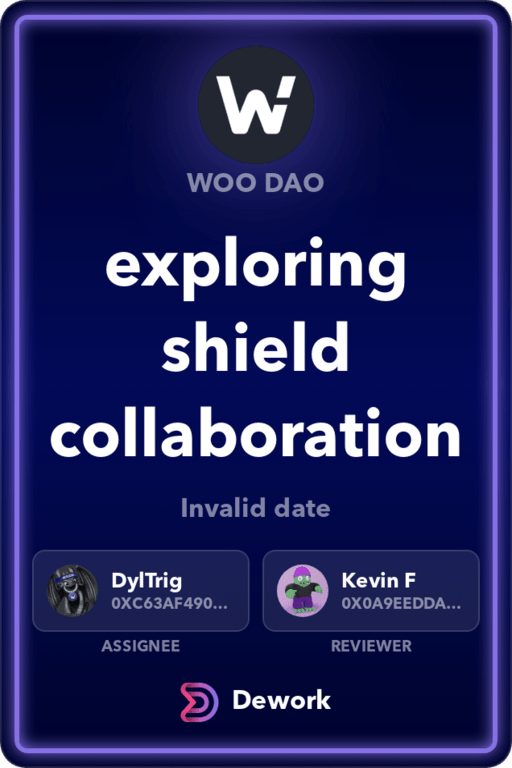 WOO DAO
exploring
shield
collaboration
Invalid date
DylTrig
0XC63AF490...
Kevin F
0X0A9EEDDA...
ASSIGNEE
REVIEWER
Dework